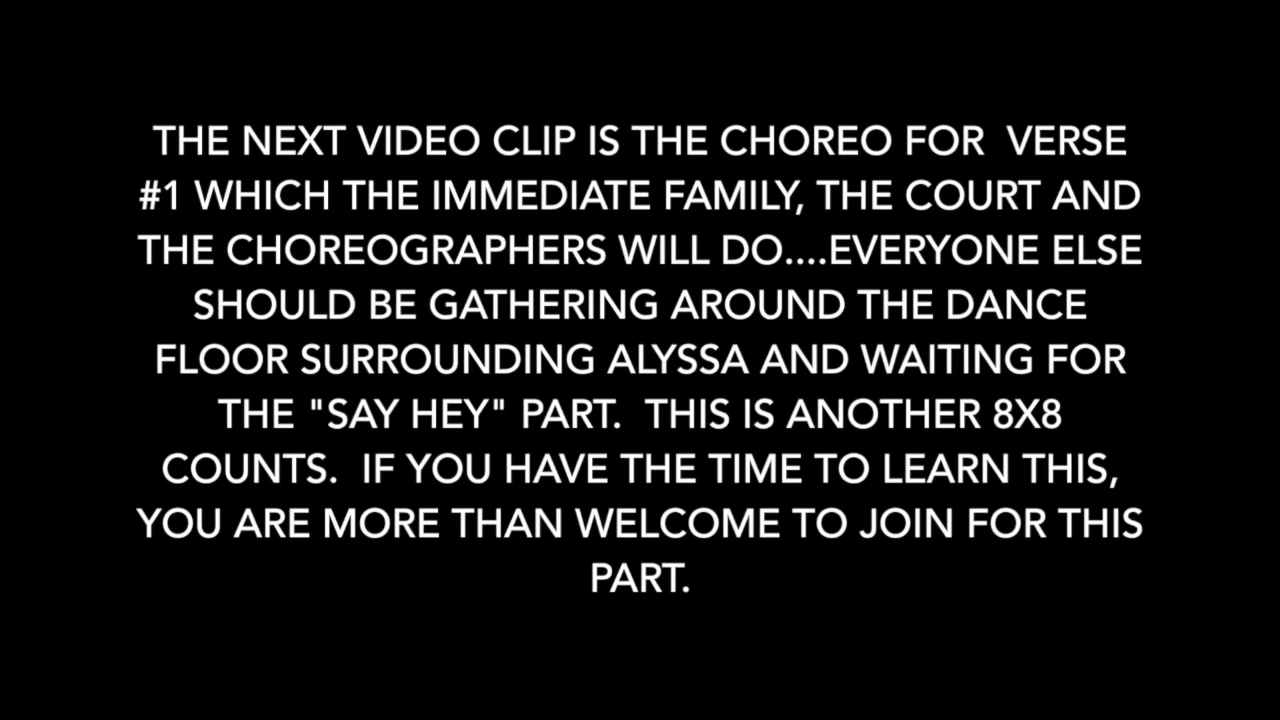 THE NEXT VIDEO CLIP IS THE CHOREO FOR  VERSE
#1 WHICH THE IMMEDIATE FAMILY, THE COURT AND
THE CHOREOGRAPHERS WILL DO....EVERYONE ELSE
SHOULD BE GATHERING AROUND THE DANCE
FLOOR SURROUNDING ALYSSA AND WAITING FOR
THE "SAY HEY" PART.  THIS IS ANOTHER 8X8
COUNTS.  IF YOU HAVE THE TIME TO LEARN THIS,
YOU ARE MORE THAN WELCOME TO JOIN FOR THIS
PART.